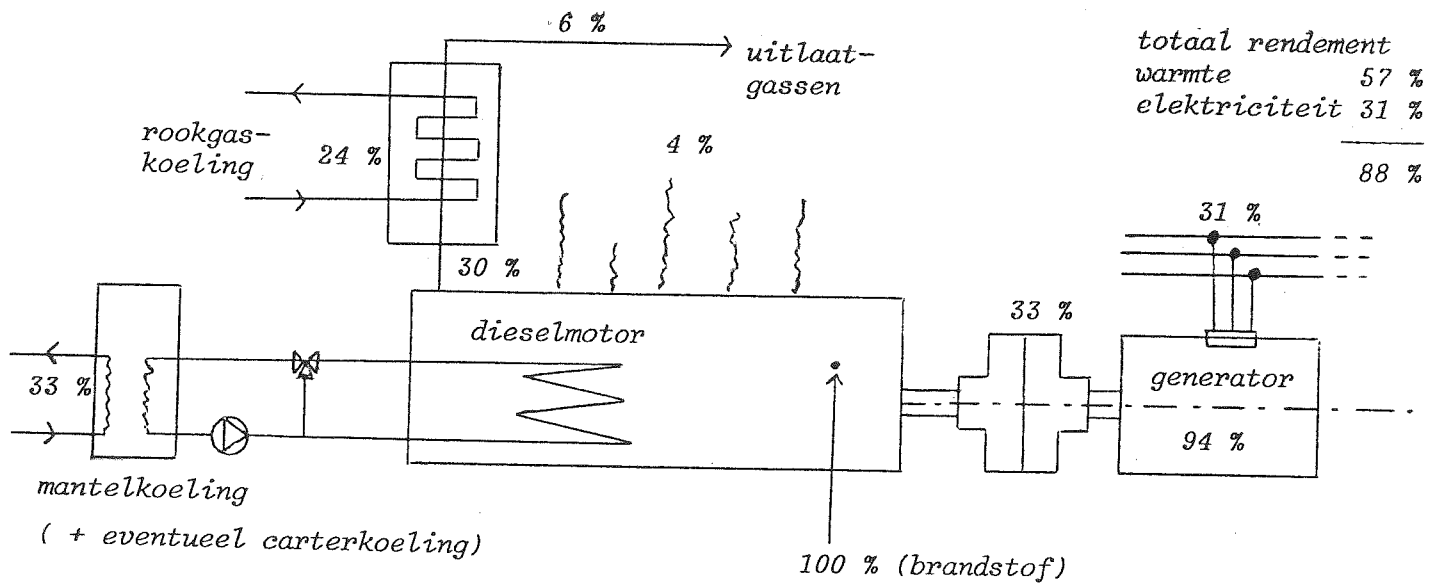 6 %
uitlaat-
gassen
totaal rendement
warmte 57 %
elektriciteit 31 %
88 %
rookgas-
koeling
24 %
4 %
31 %
30 %
33 %
dieselmotor
33 %
generator
94 %
mantelkoeling
( + eventueel carterkoeling)
100 % (brandstof)